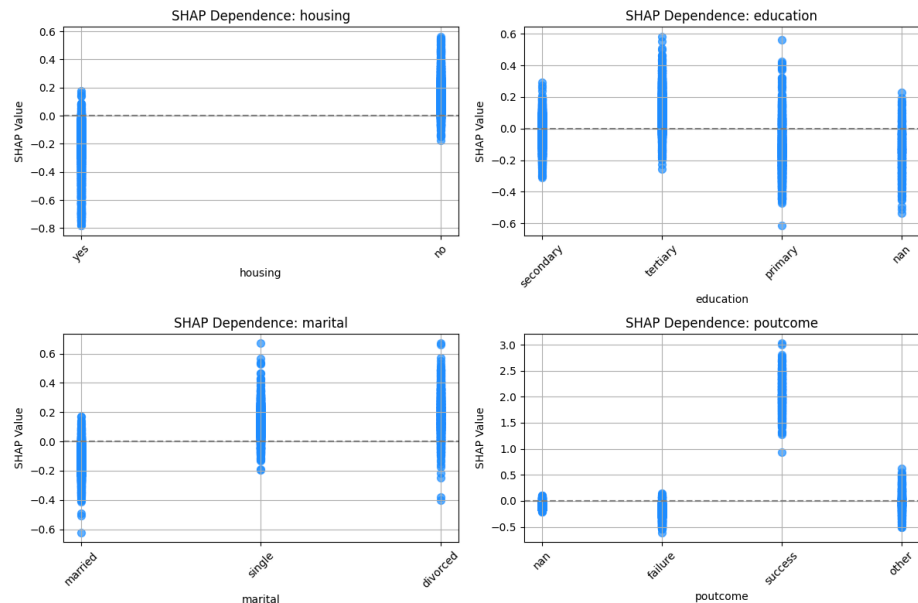 SHAP Dependence: housing
0.6
0.4
0.2
0.0
−0.2
−0.4
−0.6
−0.8
SHAP Value
yes
no
housing
SHAP Dependence: education
0.6
0.4
0.2
0.0
−0.2
−0.4
−0.6
SHAP Value
secondary
tertiary
primary
nan
education
SHAP Dependence: marital
0.6
0.4
0.2
0.0
−0.2
−0.4
−0.6
SHAP Value
married
single
divorced
marital
SHAP Dependence: poutcome
3.0
2.5
2.0
1.5
1.0
0.5
0.0
−0.5
SHAP Value
nan
failure
success
other
poutcome